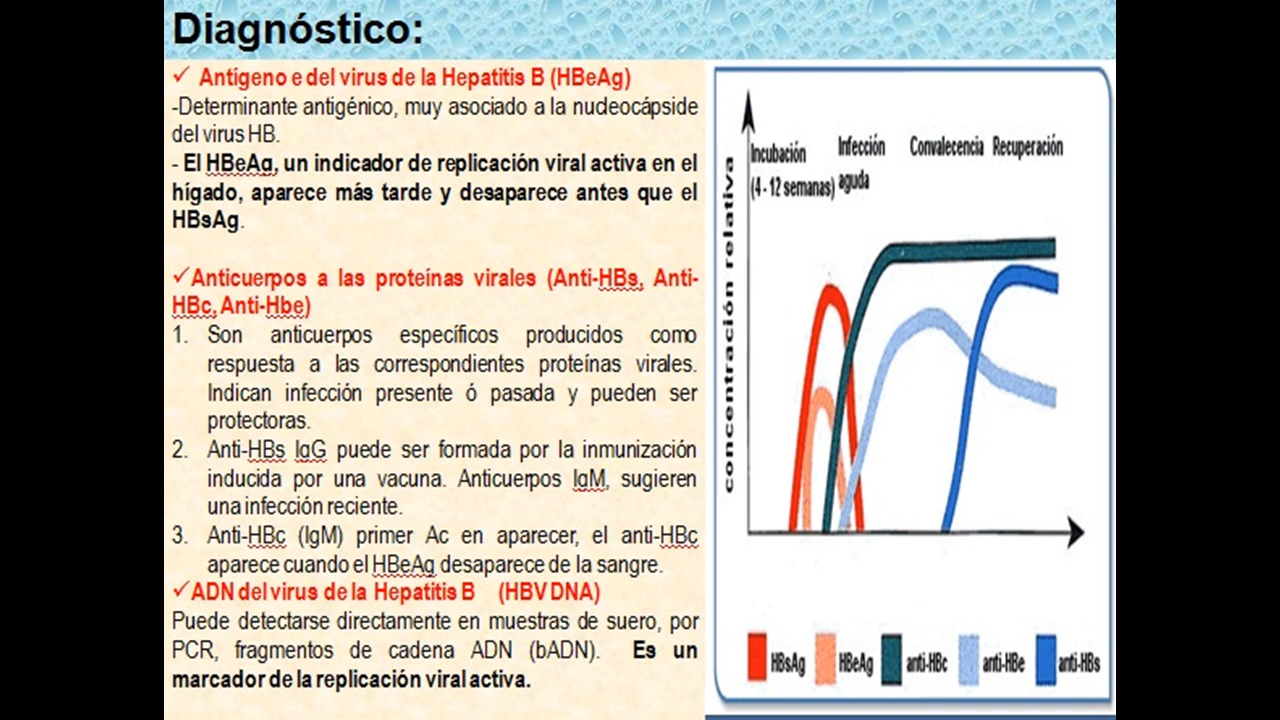 Diagnóstico:
✓ Antígeno e del virus de la Hepatitis B (HBeAg)
-Determinante antigénico, muy asociado a la nucleocápside
del virus HB.
- El HBeAg, un indicador de replicación viral activa en el
hígado, aparece más tarde y desaparece antes que el
HBsAg.
✓Anticuerpos a las proteínas virales (Anti-HBs, Anti-
HBc, Anti-Hbe)
1. Son anticuerpos específicos producidos como
respuesta a las correspondientes proteínas virales.
Indican infección presente ó pasada y pueden ser
protectoras.
2. Anti-HBs IgG puede ser formada por la inmunización
inducida por una vacuna. Anticuerpos IgM, sugieren
una infección reciente.
3. Anti-HBc (IgM) primer Ac en aparecer, el anti-HBc
aparece cuando el HBeAg desaparece de la sangre.
✓ADN del virus de la Hepatitis B (HBV DNA)
Puede detectarse directamente en muestras de suero, por
PCR, fragmentos de cadena ADN (bADN). Es un
marcador de la replicación viral activa.
concentración relativa
Incubación
(4 - 12 semanas)
Infección
aguda
Convalecencia
Recuperación
HBsAg
HBeAg
anti-HBc
anti-HBe
anti-HBs